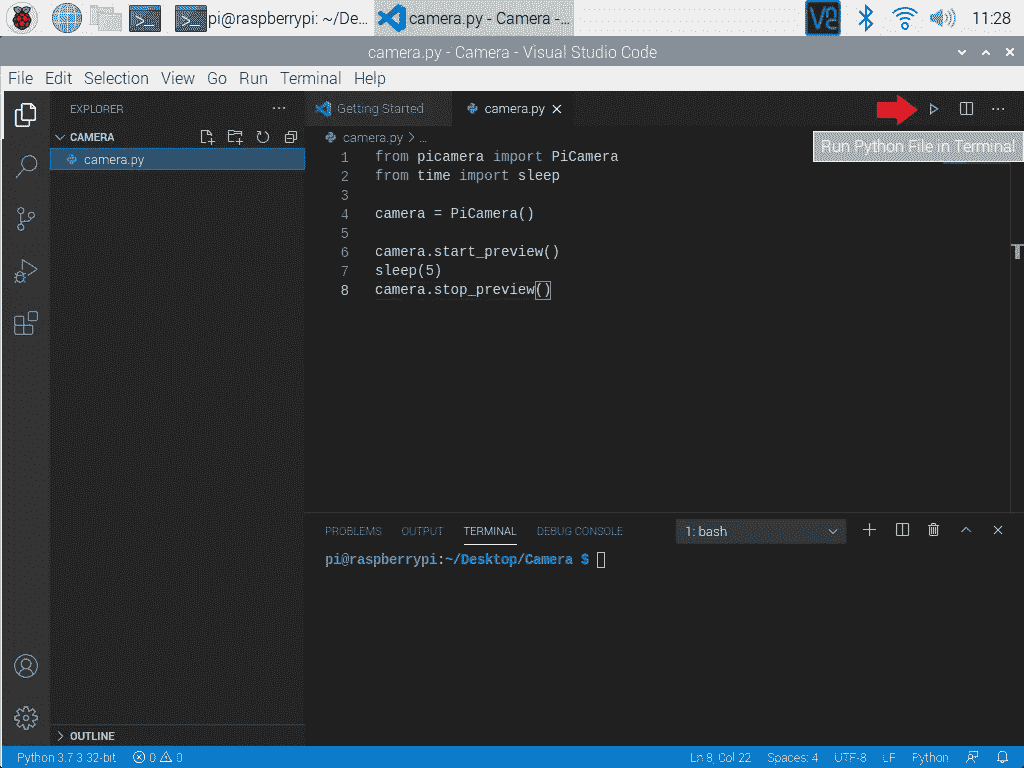 pi@raspberrypi: ~/De... camera.py - Camera -... V2 11:28
camera.py - Camera - Visual Studio Code
File Edit Selection View Go Run Terminal Help
EXPLORER ...
Getting Started camera.py
CAMERA
camera.py > ...
camera.py
Run Python File in Terminal
1 from picamera import PiCamera
2 from time import sleep
3
4 camera = PiCamera()
5
6 camera.start_preview()
7 sleep(5)
8 camera.stop_preview()
PROBLEMS OUTPUT TERMINAL DEBUG CONSOLE 1: bash
pi@raspberrypi:~/Desktop/Camera $
OUTLINE
Python 3.7.3 32-bit 0 0 Ln 8, Col 22 Spaces: 4 UTF-8 LF Python